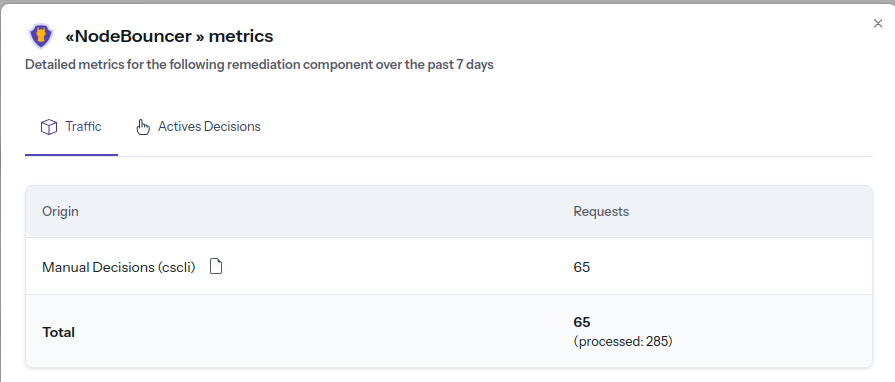 «NodeBouncer » metrics
Detailed metrics for the following remediation component over the past 7 days
Traffic
Actives Decisions
Origin
Requests
Manual Decisions (cscli)
65
Total
65
(processed: 285)